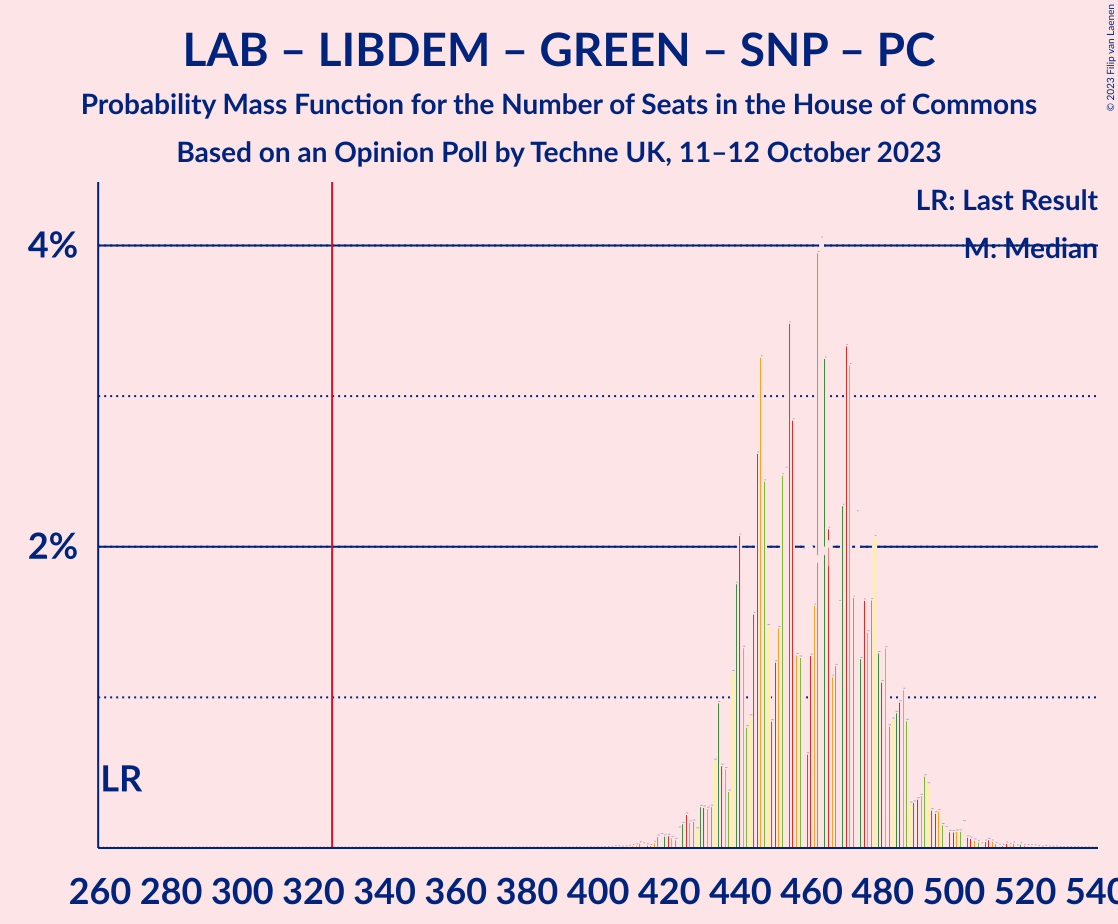 LAB – LIBDEM – GREEN – SNP – PC
Probability Mass Function for the Number of Seats in the House of Commons
Based on an Opinion Poll by Techne UK, 11–12 October 2023
© 2023 Filip van Laenen
LR: Last Result
M: Median
4%
2%
LR
260 280 300 320 340 360 380 400 420 440 460 480 500 520 540